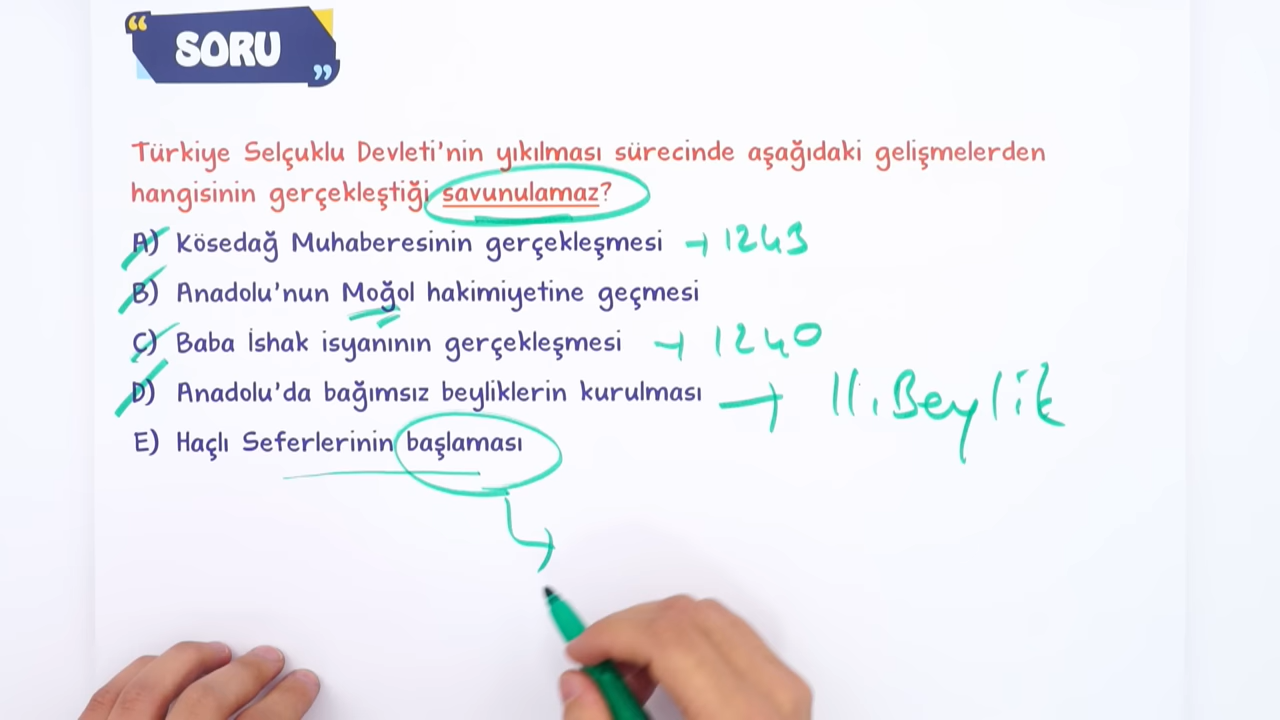 “
SORU
”
Türkiye Selçuklu Devleti'nin yıkılması sürecinde aşağıdaki gelişmelerden
hangisinin gerçekleştiği savunulamaz?
A) Kösedağ Muhaberesinin gerçekleşmesi → 1243
B) Anadolu'nun Moğol hakimiyetine geçmesi
C) Baba İshak isyanının gerçekleşmesi → 1240
D) Anadolu'da bağımsız beyliklerin kurulması → II. Beylik
E) Haçlı Seferlerinin başlaması